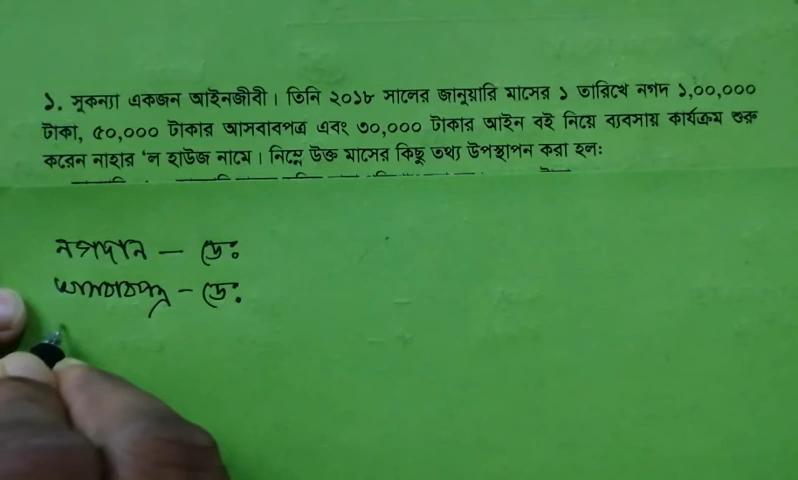 ১. সুকন্যা একজন আইনজীবী। তিনি ২০১৮ সালের জানুয়ারি মাসের ১ তারিখে নগদ ১,০০,০০০
টাকা, ৫০,০০০ টাকার আসবাবপত্র এবং ৩০,০০০ টাকার আইন বই নিয়ে ব্যবসায় কার্যক্রম শুরু
করেন নাহার 'ল হাউজ নামে। নিম্নে উক্ত মাসের কিছু তথ্য উপস্থাপন করা হল:
নগদান – ডেঃ
আসবাবপত্র – ডেঃ